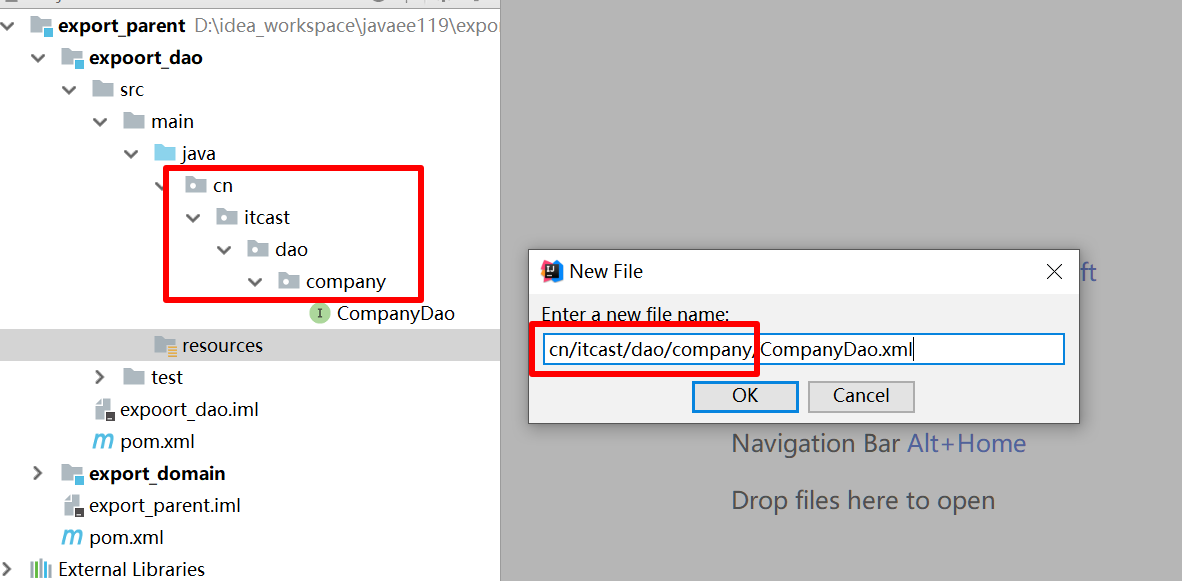 export_parent D:\idea_workspace\javaee119\expo
expoort_dao
src
main
java
cn
itcast
dao
company
CompanyDao
resources
test
expoort_dao.iml
pom.xml
export_domain
export_parent.iml
pom.xml
External Libraries
New File
Enter a new file name:
cn/itcast/dao/company/CompanyDao.xml
OK
Cancel
ft
Navigation Bar Alt+Home
Drop files here to open